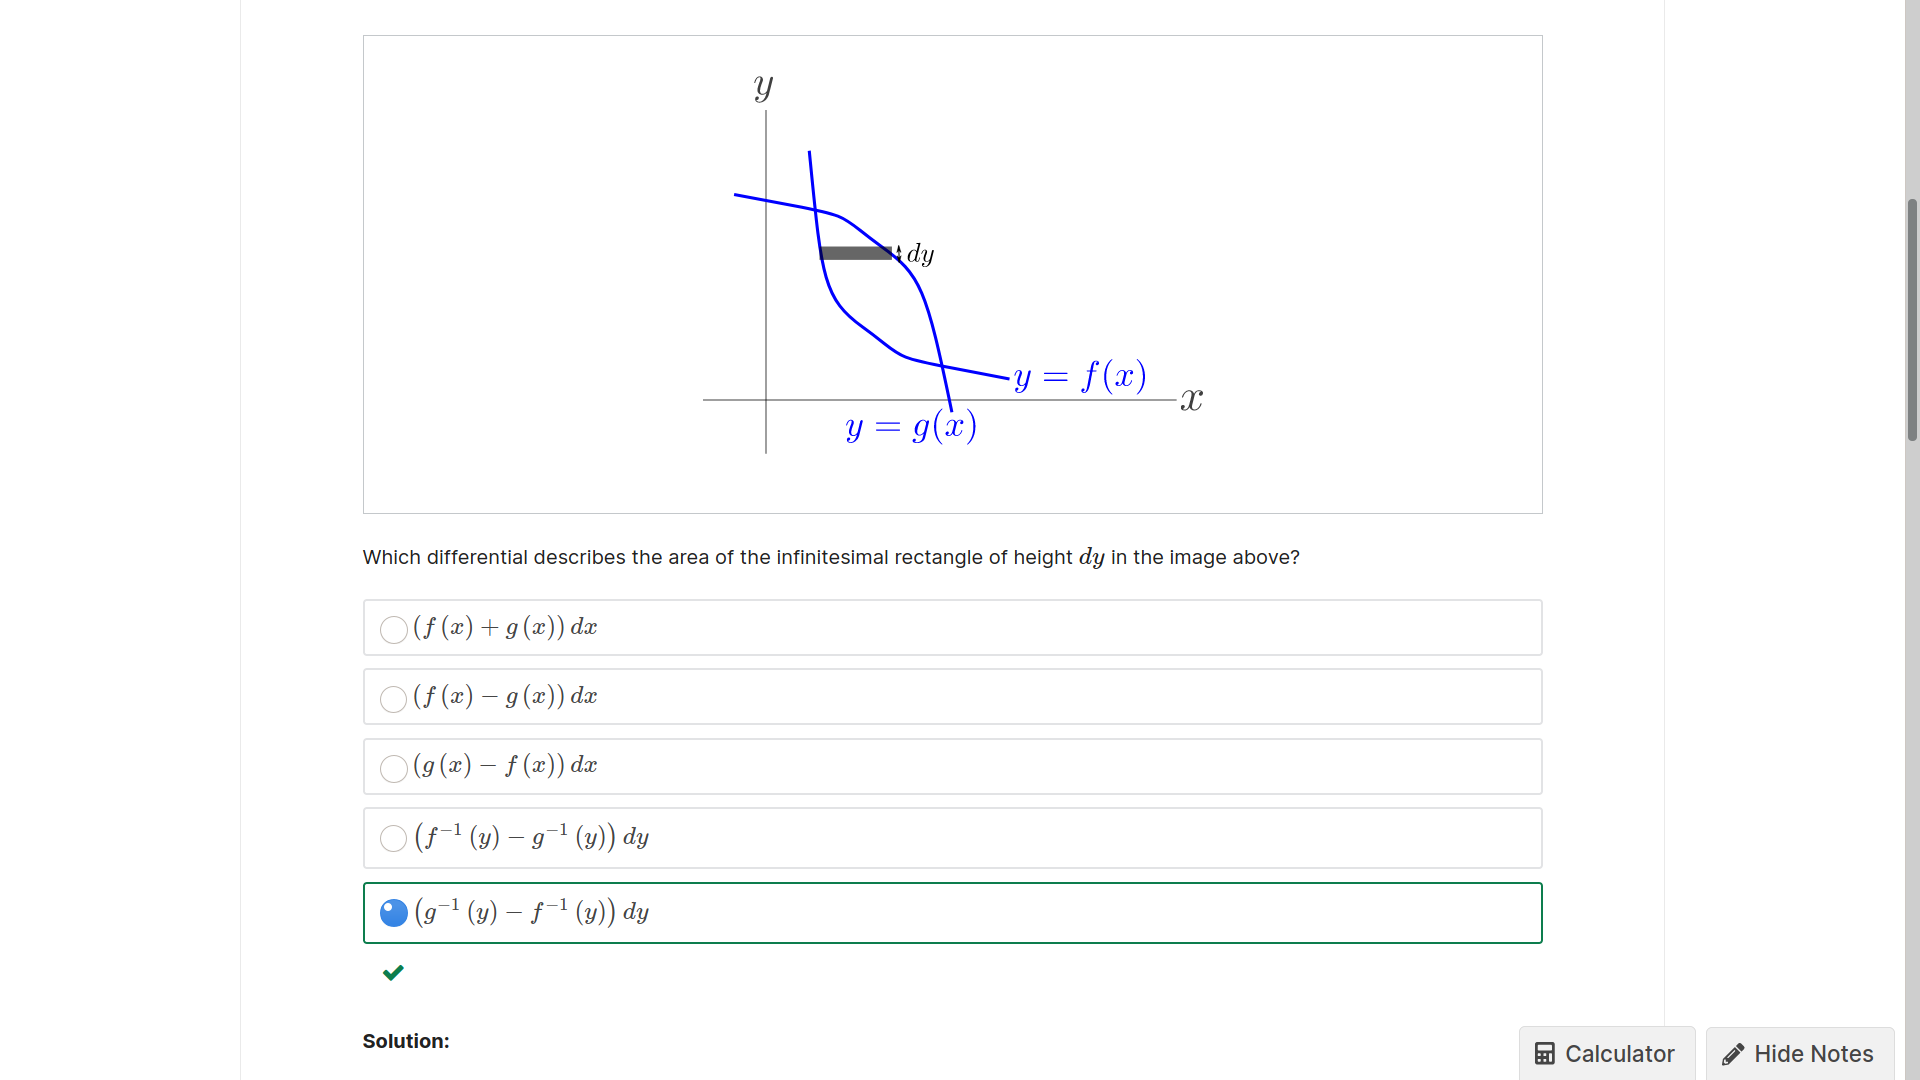 y
dy
y = f(x)
x
y = g(x)
Which differential describes the area of the infinitesimal rectangle of height dy in the image above?
(f (x) + g (x)) dx
(f (x) − g (x)) dx
(g (x) − f (x)) dx
(f⁻¹ (y) − g⁻¹ (y)) dy
(g⁻¹ (y) − f⁻¹ (y)) dy
Solution:
Calculator
Hide Notes